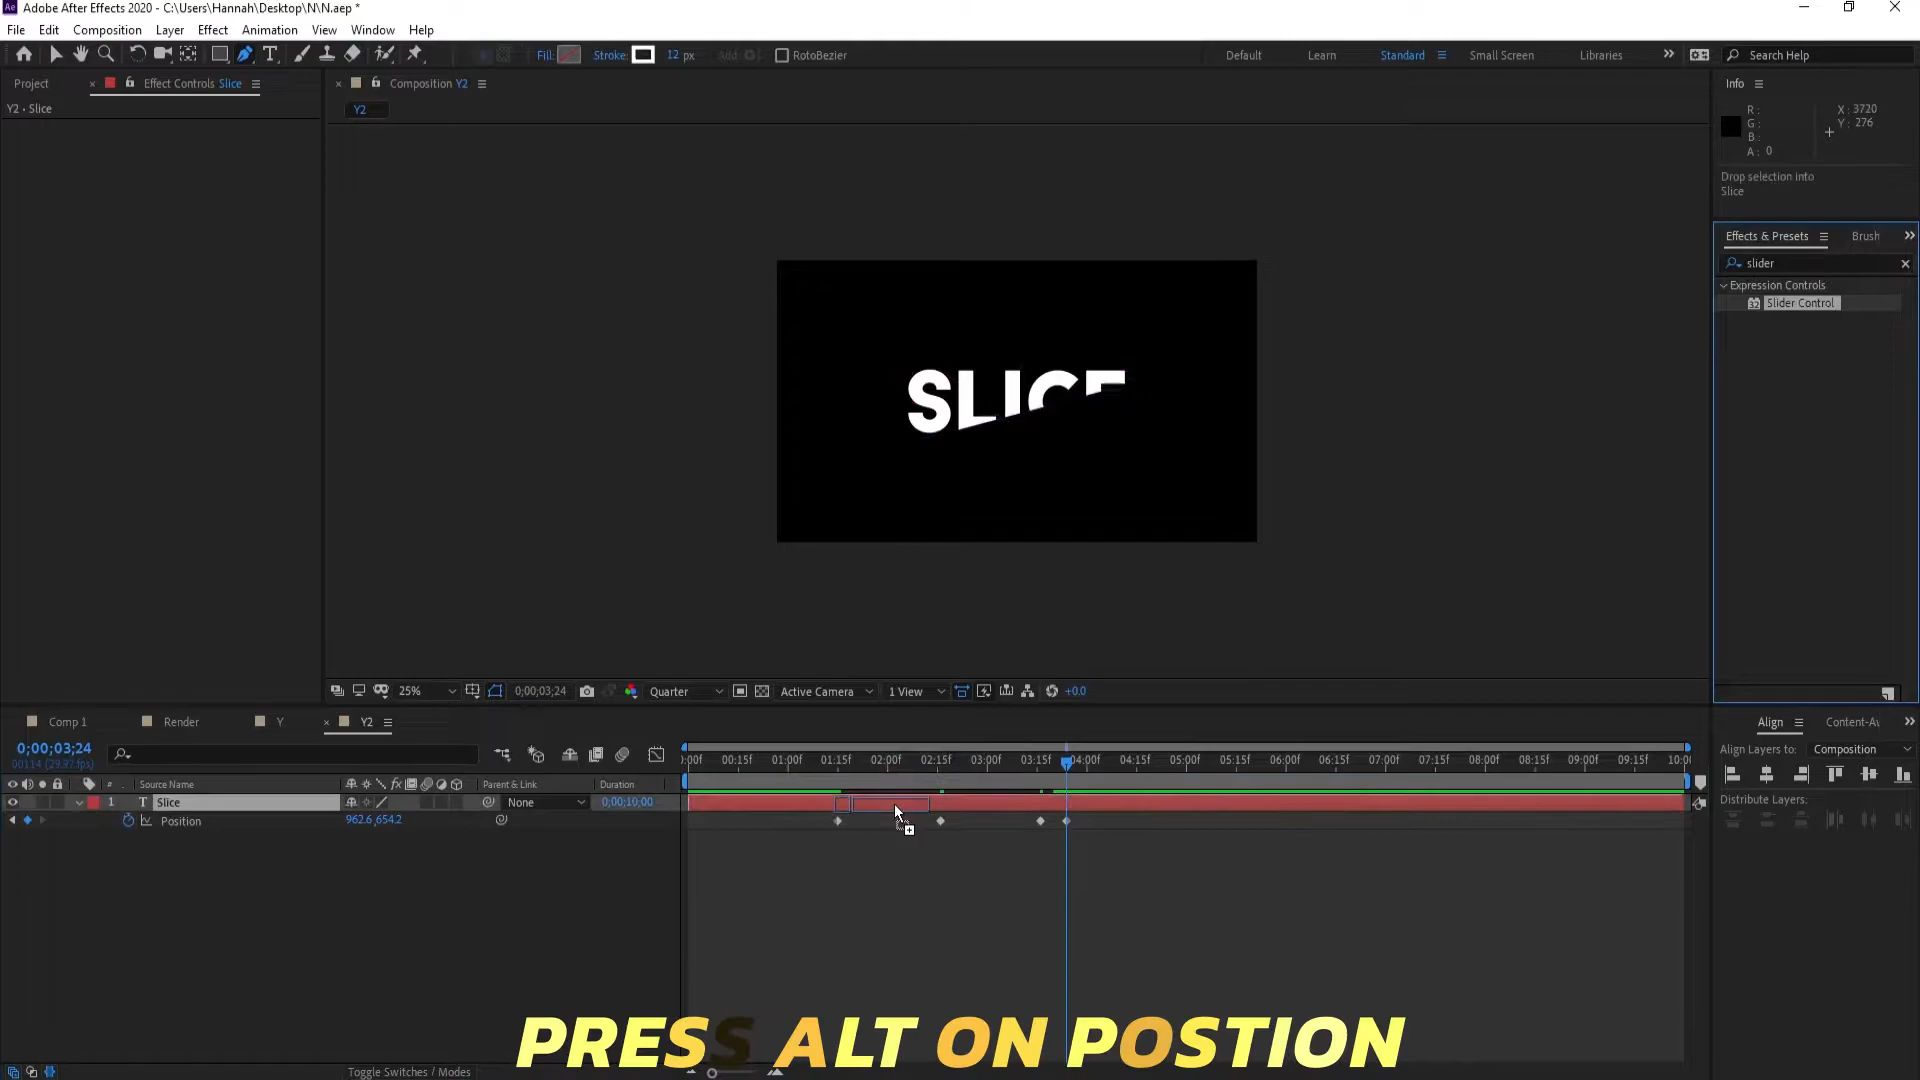 Adobe After Effects 2020 - C:\Users\Hannah\Desktop\N\N.aep *
File Edit Composition Layer Effect Animation View Window Help
Fill: Stroke: 12 px Add: RotoBezier Default Learn Standard Small Screen Libraries Search Help
Project Effect Controls Slice Composition Y2 Info
Y2 • Slice Y2
R: X: 3720
G: Y: 276
B:
A: 0
Drop selection into
Slice
Effects & Presets Brush
slider
Expression Controls
32 Slider Control
SLICE
25% 0;00;03;24 Quarter Active Camera 1 View +0.0
Comp 1 Render Y Y2 Align Content-Av
0;00;03;24
00114 (29.97 fps)
Align Layers to: Composition
:00f 00:15f 01:00f 01:15f 02:00f 02:15f 03:00f 03:15f 04:00f 04:15f 05:00f 05:15f 06:00f 06:15f 07:00f 07:15f 08:00f 08:15f 09:00f 09:15f 10:00
# Source Name fx Parent & Link Duration
1 T Slice None 0;00;10;00
Distribute Layers:
Position 962.6,654.2
PRESS ALT ON POSTION
Toggle Switches / Modes